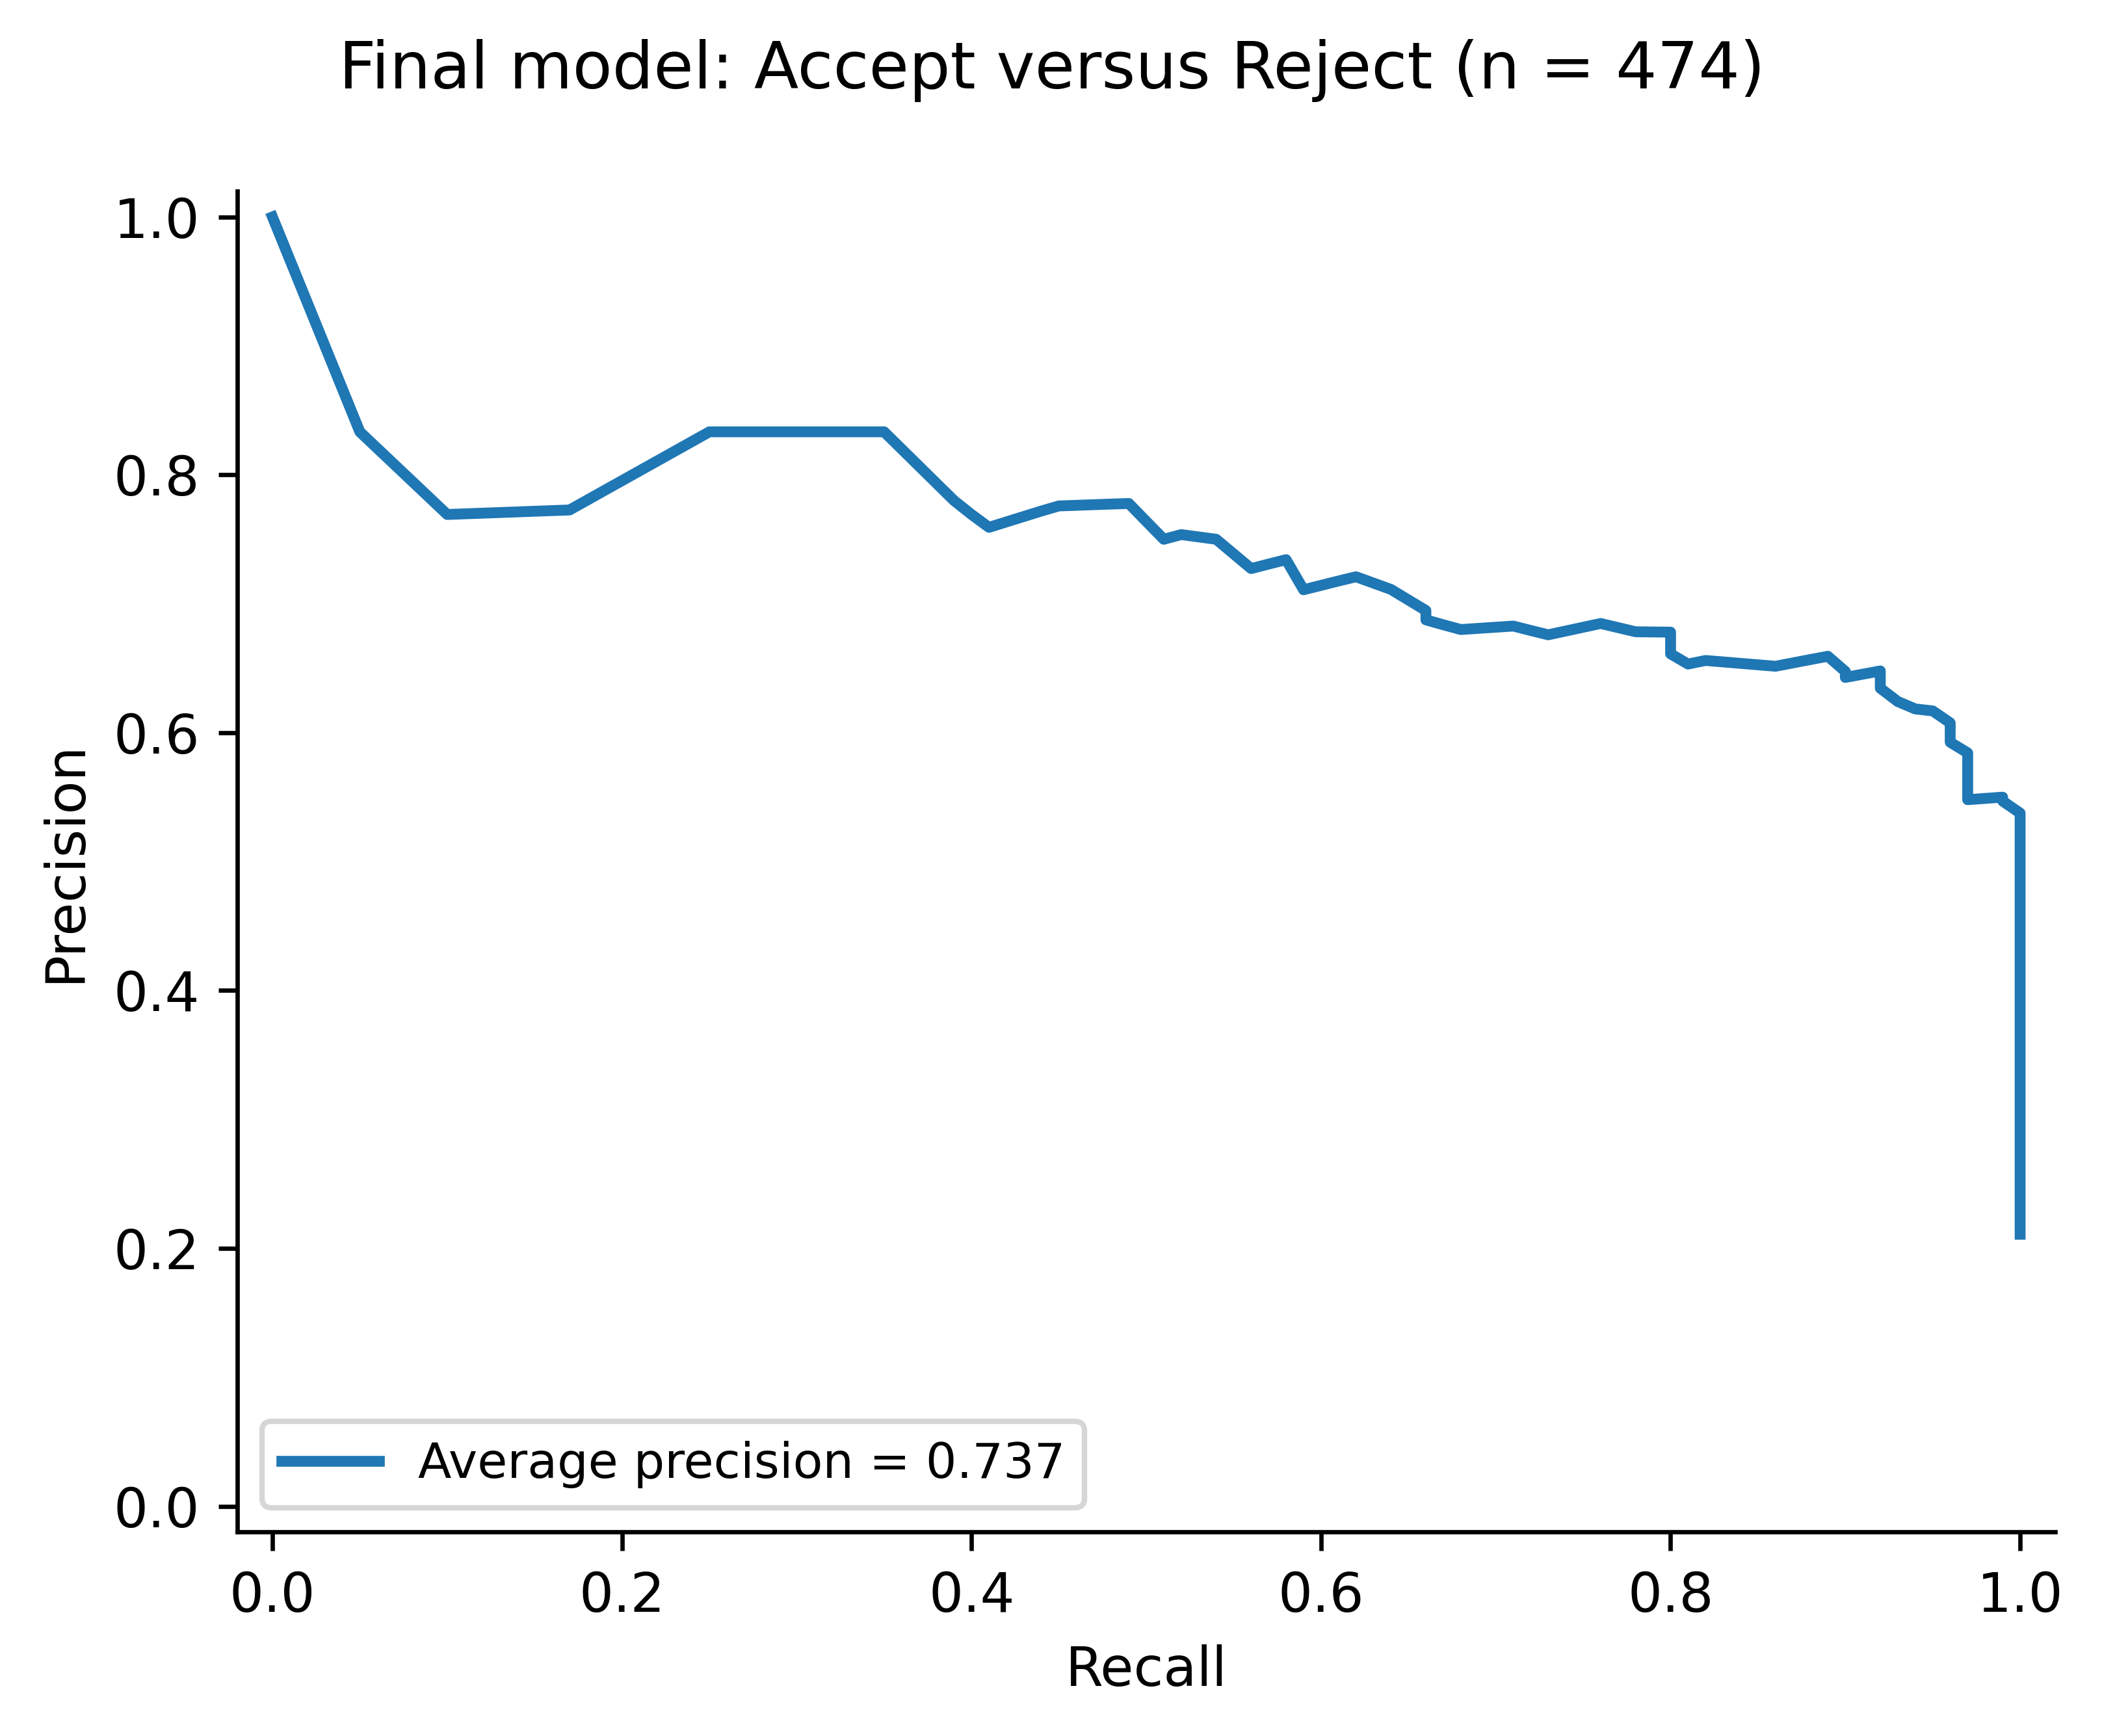 Final model: Accept versus Reject (n = 474)
1.0
0.8
0.6
0.4
0.2
0.0
Precision
Average precision = 0.737
0.0 0.2 0.4 0.6 0.8 1.0
Recall